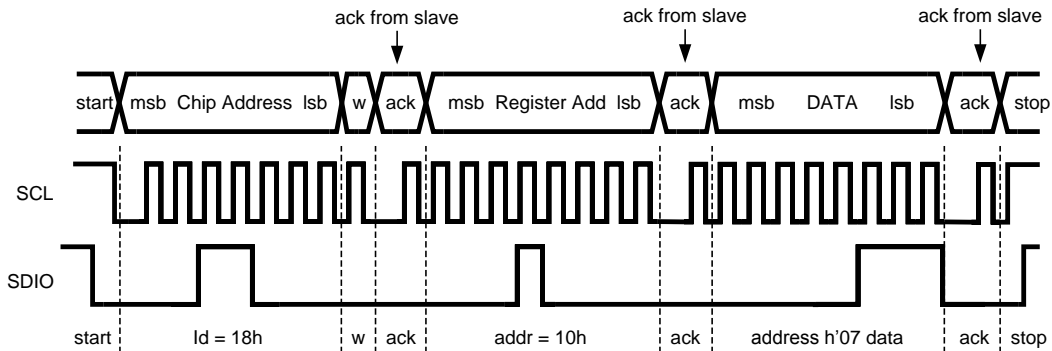 ack from slave ack from slave ack from slave
start msb Chip Address lsb w ack msb Register Add lsb ack msb DATA lsb ack stop
SCL
SDIO
start Id = 18h w ack addr = 10h ack address h'07 data ack stop